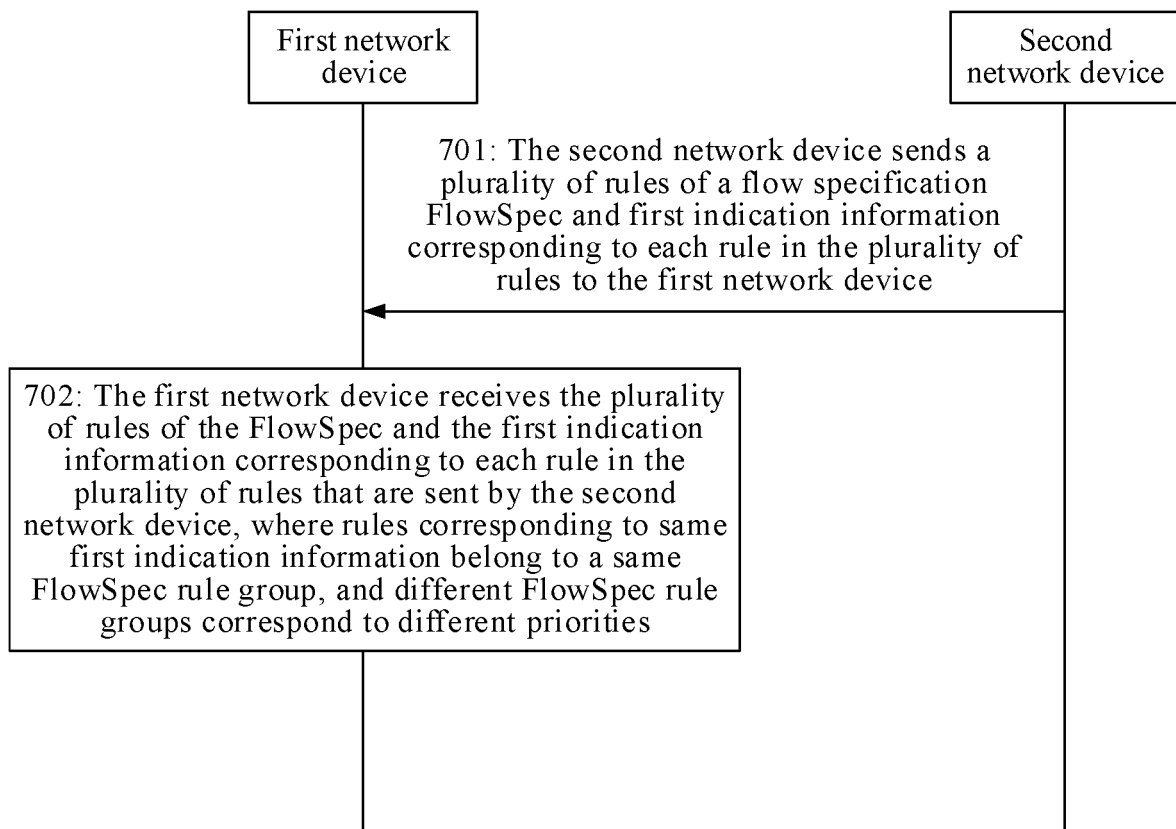 First network
device
Second
network device
701: The second network device sends a
plurality of rules of a flow specification
FlowSpec and first indication information
corresponding to each rule in the plurality of
rules to the first network device
702: The first network device receives the plurality
of rules of the FlowSpec and the first indication
information corresponding to each rule in the
plurality of rules that are sent by the second
network device, where rules corresponding to same
first indication information belong to a same
FlowSpec rule group, and different FlowSpec rule
groups correspond to different priorities